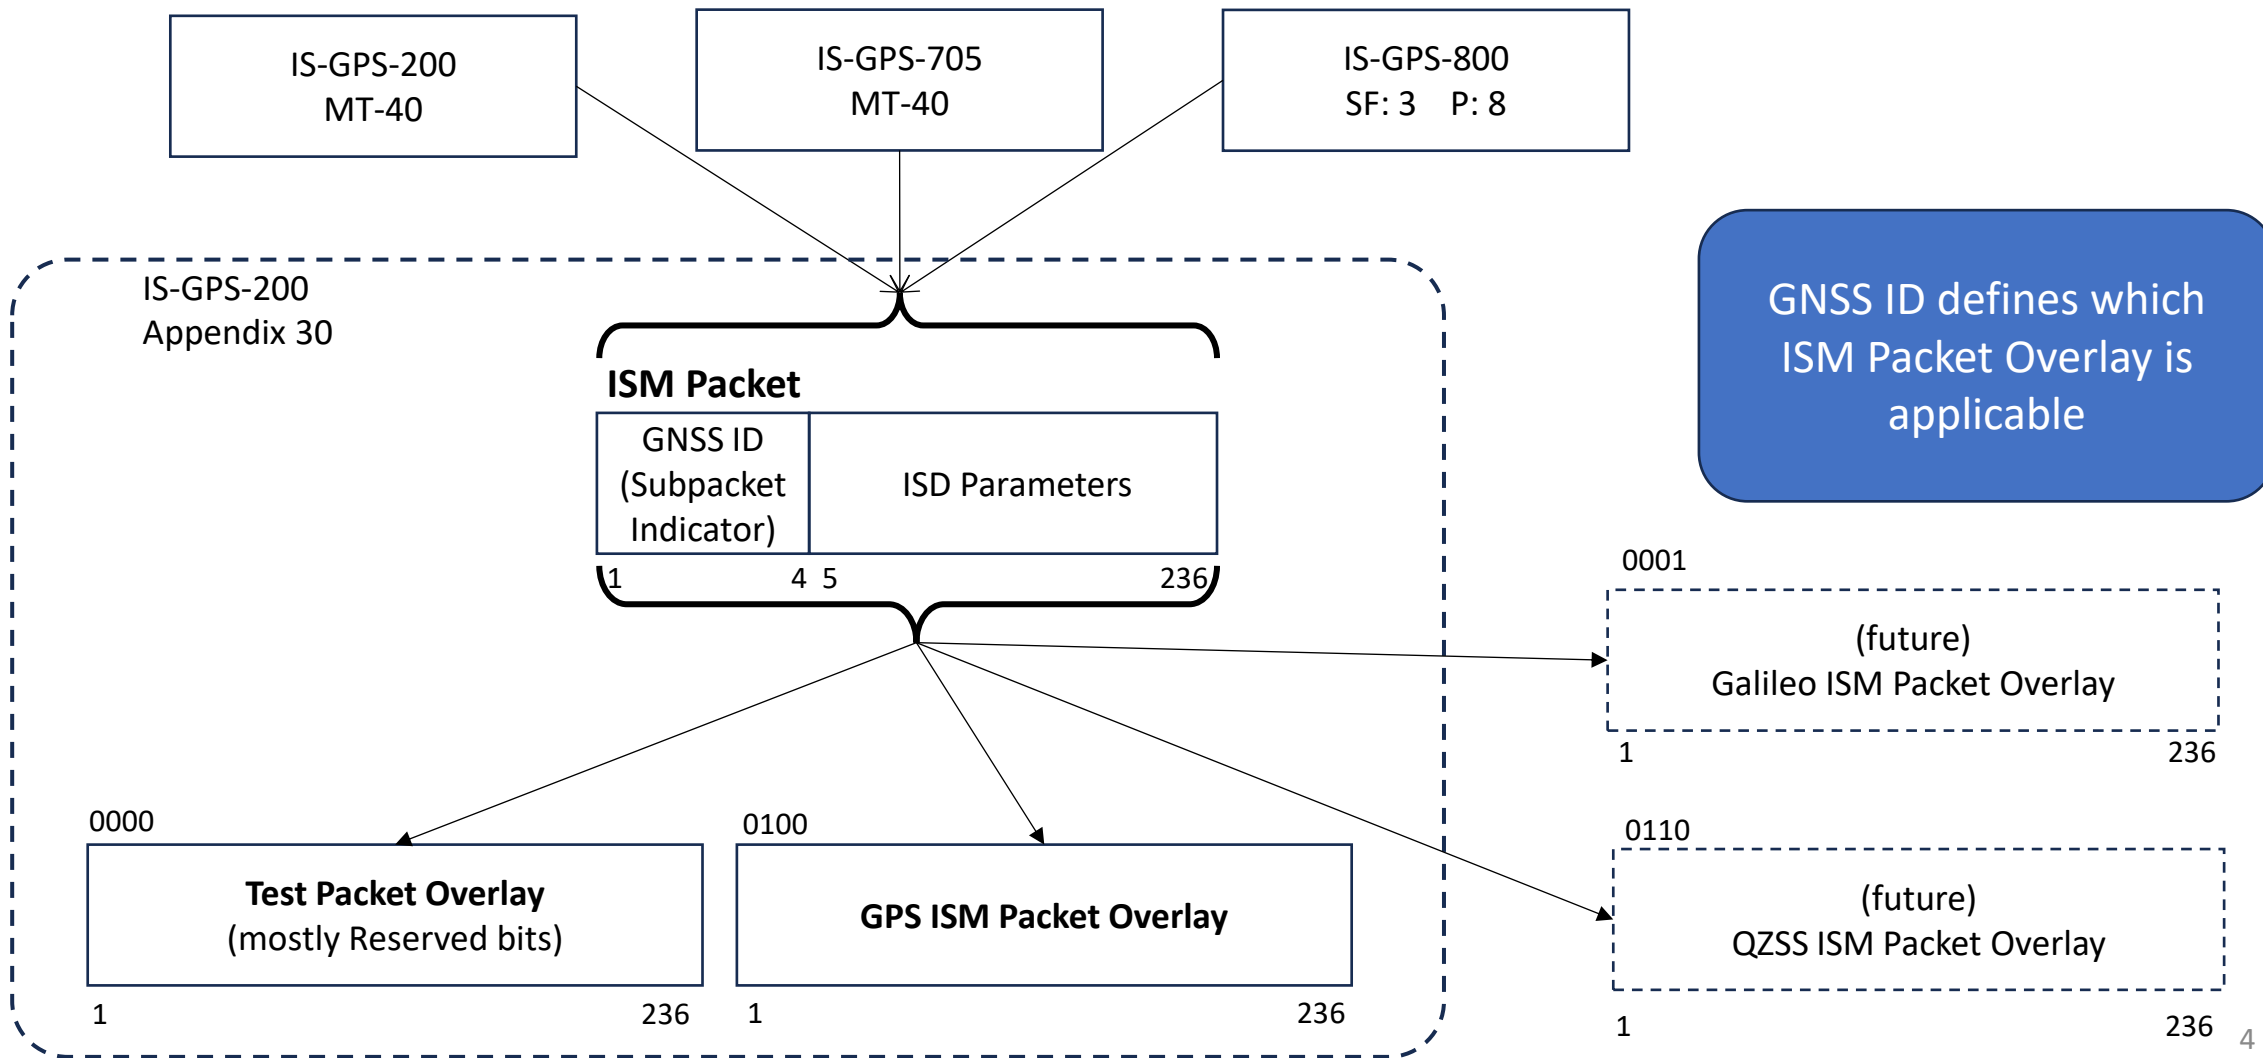 IS-GPS-200
MT-40
IS-GPS-705
MT-40
IS-GPS-800
SF: 3 P: 8
IS-GPS-200
Appendix 30
GNSS ID defines which
ISM Packet Overlay is
applicable
ISM Packet
GNSS ID
(Subpacket
Indicator)
ISD Parameters
1 4 5 236
0001
(future)
Galileo ISM Packet Overlay
1 236
0000
Test Packet Overlay
(mostly Reserved bits)
1 236
0100
GPS ISM Packet Overlay
1 236
0110
(future)
QZSS ISM Packet Overlay
1 236
4